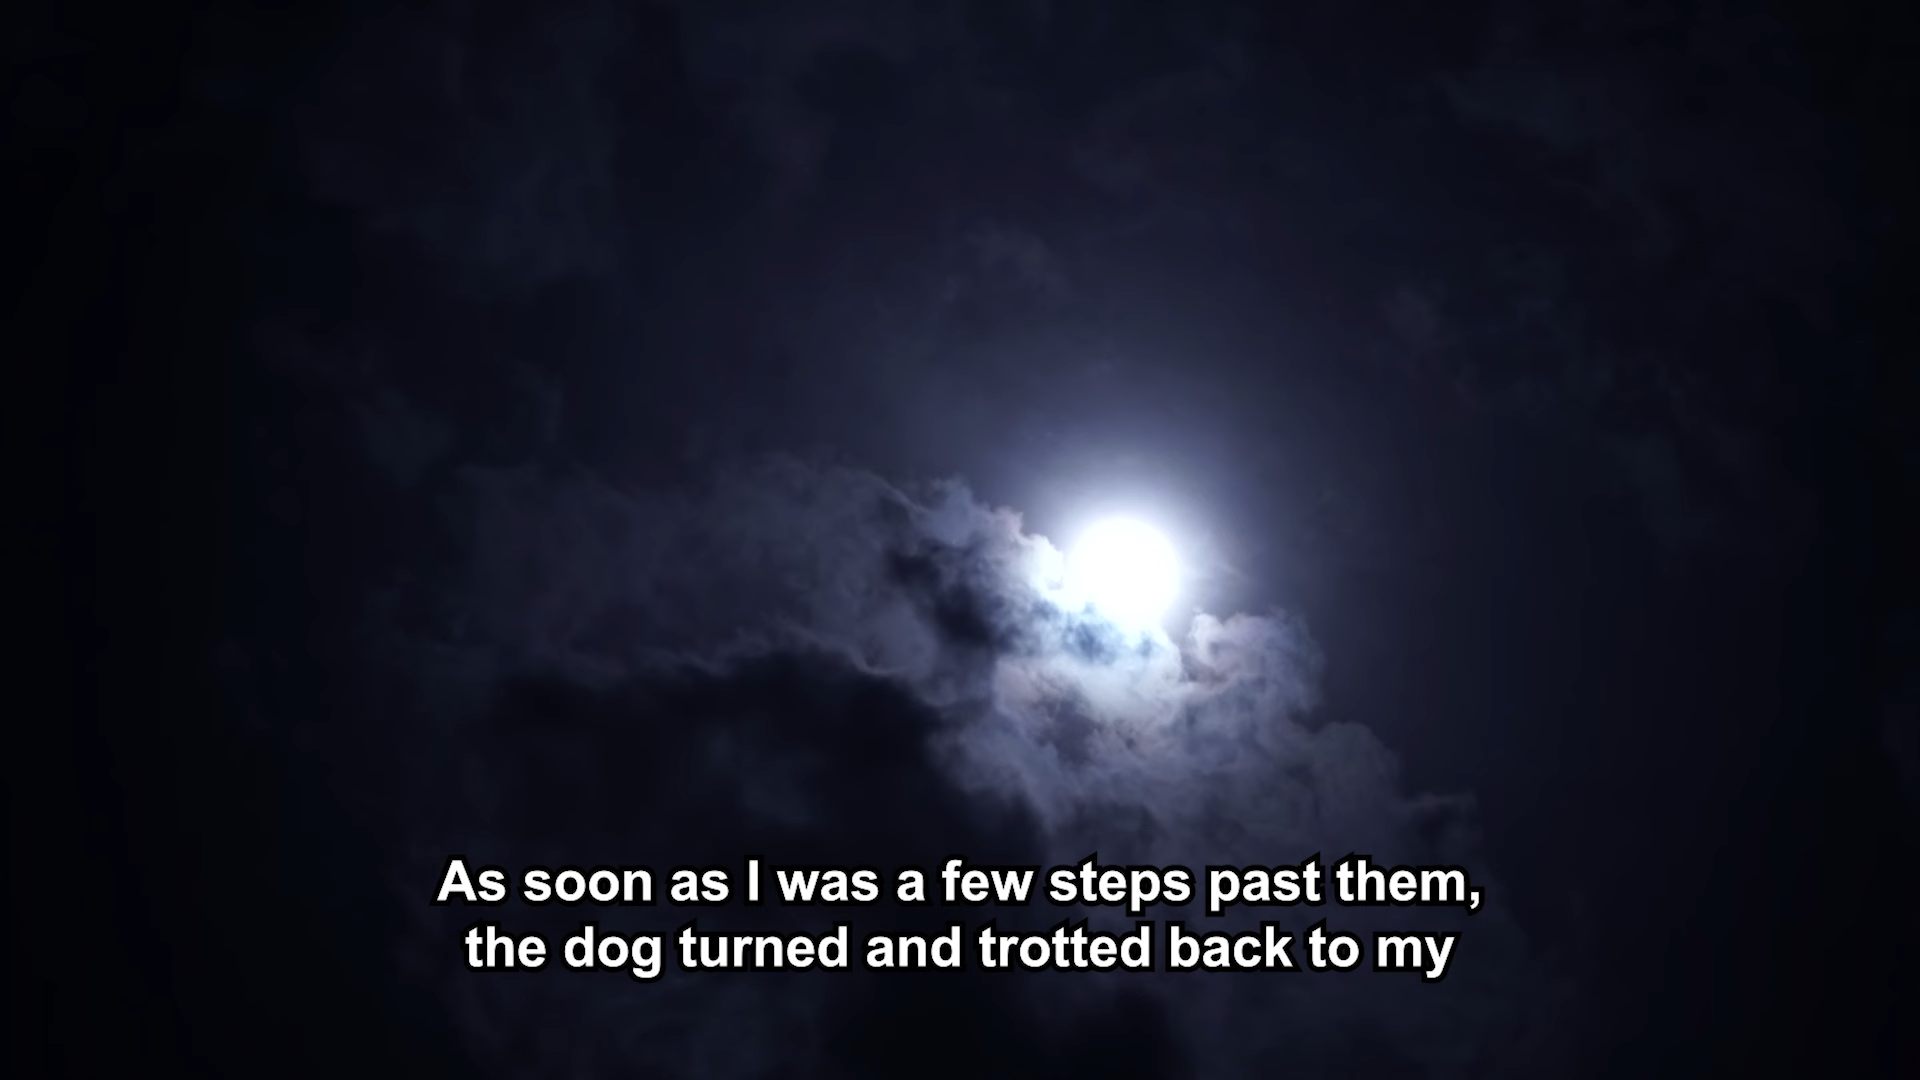 As soon as I was a few steps past them,
the dog turned and trotted back to my